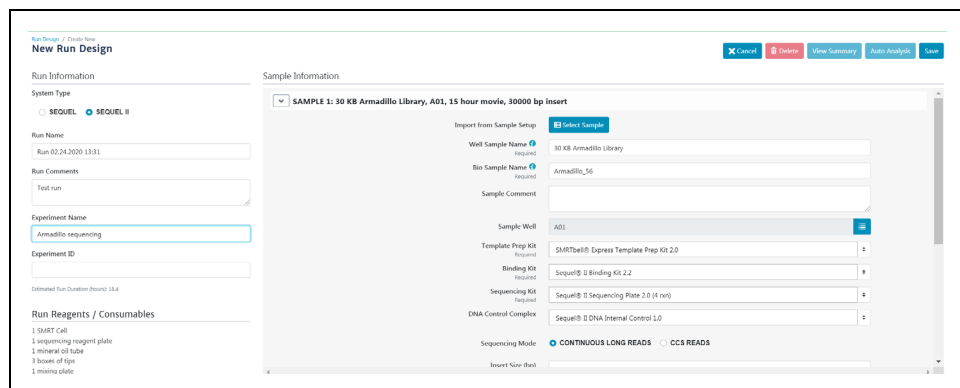 Run Design / Create New
New Run Design
Cancel
Delete
View Summary
Auto Analysis
Save
Run Information
System Type
SEQUEL
SEQUEL II
Run Name
Run 02.24.2020 13:31
Run Comments
Test run
Experiment Name
Armadillo sequencing
Experiment ID
Estimated Run Duration (hours): 18.4
Run Reagents / Consumables
1 SMRT Cell
1 sequencing reagent plate
1 mineral oil tube
3 boxes of tips
1 mixing plate
Sample Information
SAMPLE 1: 30 KB Armadillo Library, A01, 15 hour movie, 30000 bp insert
Import from Sample Setup
Select Sample
Well Sample Name
Required
30 KB Armadillo Library
Bio Sample Name
Required
Armadillo_56
Sample Comment
Sample Well
A01
Template Prep Kit
Required
SMRTbell® Express Template Prep Kit 2.0
Binding Kit
Required
Sequel® II Binding Kit 2.2
Sequencing Kit
Required
Sequel® II Sequencing Plate 2.0 (4 rxn)
DNA Control Complex
Sequel® II DNA Internal Control 1.0
Sequencing Mode
CONTINUOUS LONG READS
CCS READS
Insert Size (bp)